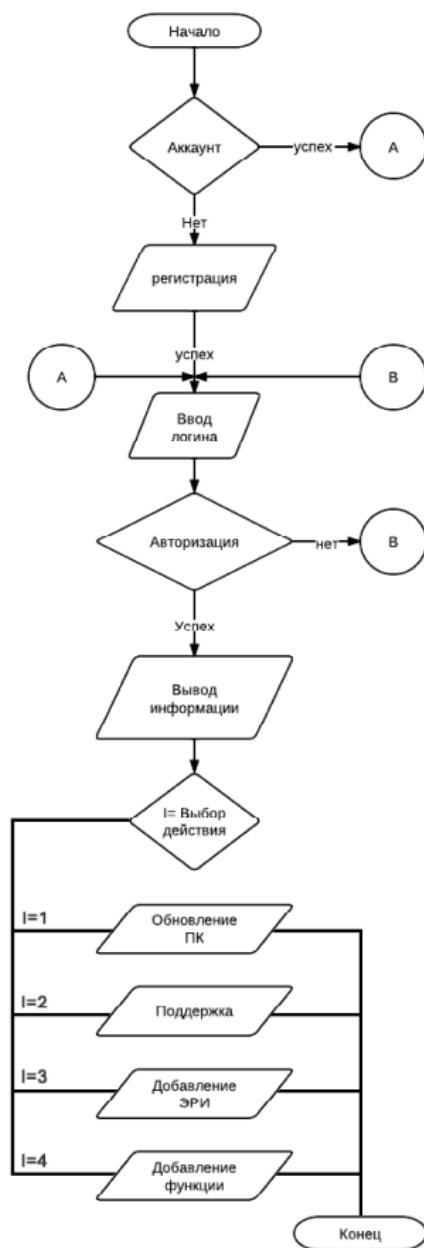 Начало
Аккаунт
успех
А
Нет
регистрация
успех
А
В
Ввод
логина
Авторизация
нет
В
Успех
Вывод
информации
I= Выбор
действия
I=1
Обновление
ПК
I=2
Поддержка
I=3
Добавление
ЭРИ
I=4
Добавление
функции
Конец